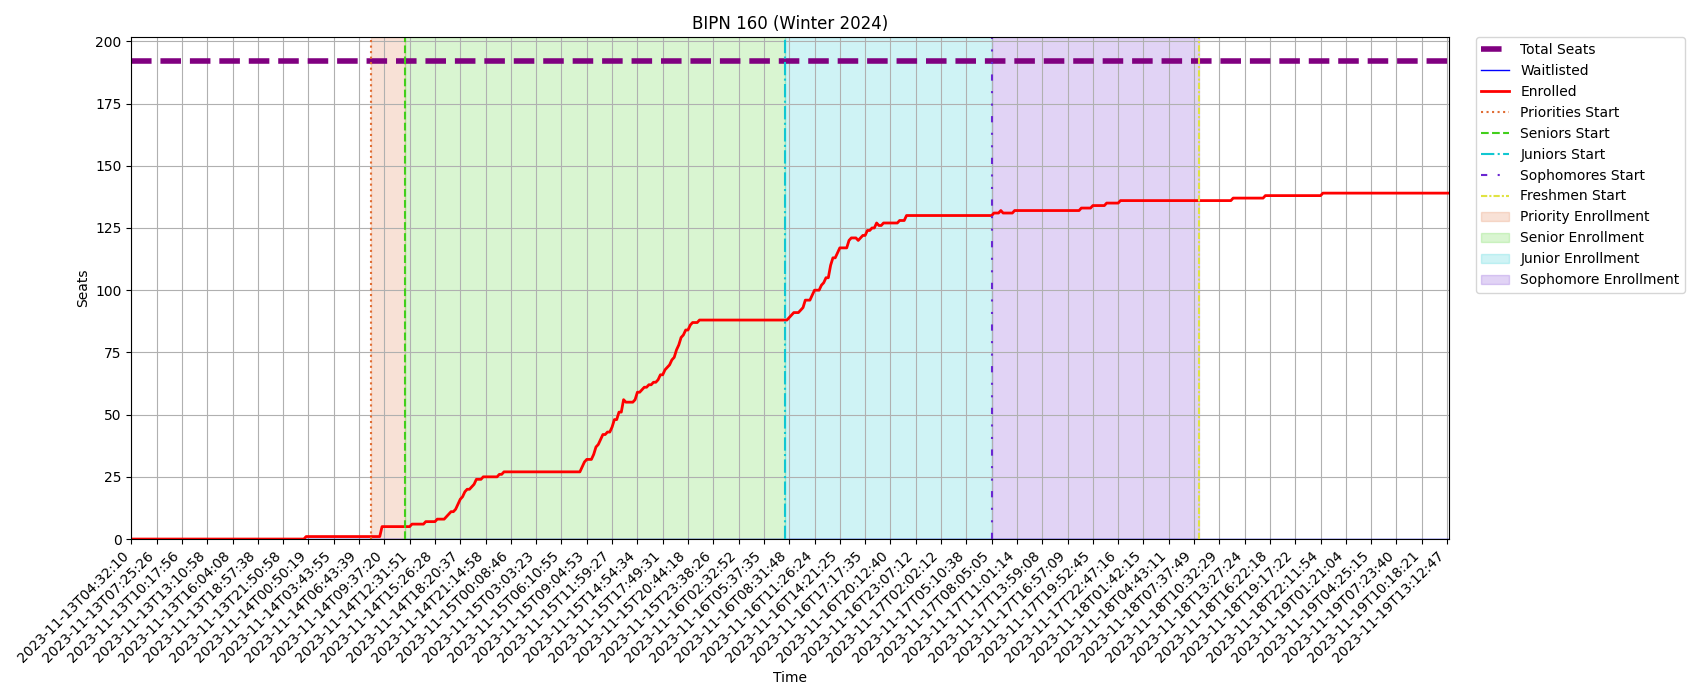 BIPN 160 (Winter 2024)
Seats
200
175
150
125
100
75
50
25
0
2023-11-13T04:32:10
2023-11-13T07:25:26
2023-11-13T10:17:56
2023-11-13T13:10:58
2023-11-13T16:04:09
2023-11-13T18:57:38
2023-11-13T21:50:58
2023-11-14T00:50:19
2023-11-14T03:43:55
2023-11-14T06:43:39
2023-11-14T09:37:20
2023-11-14T12:31:51
2023-11-14T15:26:28
2023-11-14T18:20:37
2023-11-14T21:14:58
2023-11-15T00:08:46
2023-11-15T03:03:23
2023-11-15T06:10:55
2023-11-15T09:04:53
2023-11-15T11:59:27
2023-11-15T14:54:34
2023-11-15T17:49:31
2023-11-15T20:44:18
2023-11-15T23:38:26
2023-11-16T02:32:52
2023-11-16T05:37:35
2023-11-16T08:31:48
2023-11-16T11:26:24
2023-11-16T14:21:25
2023-11-16T17:17:35
2023-11-16T20:12:40
2023-11-16T23:07:12
2023-11-17T02:02:12
2023-11-17T05:10:38
2023-11-17T08:05:05
2023-11-17T11:01:14
2023-11-17T13:59:08
2023-11-17T16:57:09
2023-11-17T19:52:45
2023-11-17T22:47:16
2023-11-18T01:42:15
2023-11-18T04:43:11
2023-11-18T07:37:49
2023-11-18T10:32:29
2023-11-18T13:27:24
2023-11-18T16:22:18
2023-11-18T19:17:22
2023-11-18T22:11:54
2023-11-19T01:21:04
2023-11-19T04:25:15
2023-11-19T07:23:40
2023-11-19T10:18:21
2023-11-19T13:12:47
Time
Total Seats
Waitlisted
Enrolled
Priorities Start
Seniors Start
Juniors Start
Sophomores Start
Freshmen Start
Priority Enrollment
Senior Enrollment
Junior Enrollment
Sophomore Enrollment